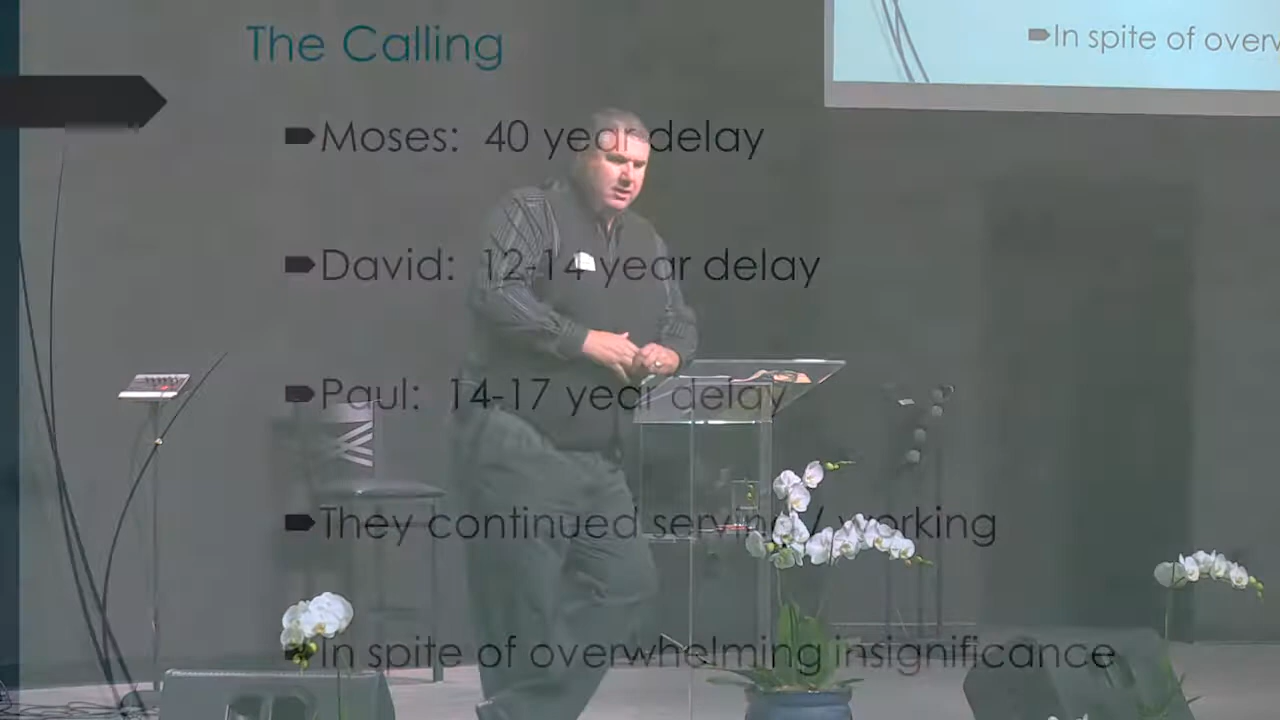 The Calling
In spite of overw
Moses: 40 year delay
David: 12-14 year delay
Paul: 14-17 year delay
They continued serving / working
In spite of overwhelming insignificance